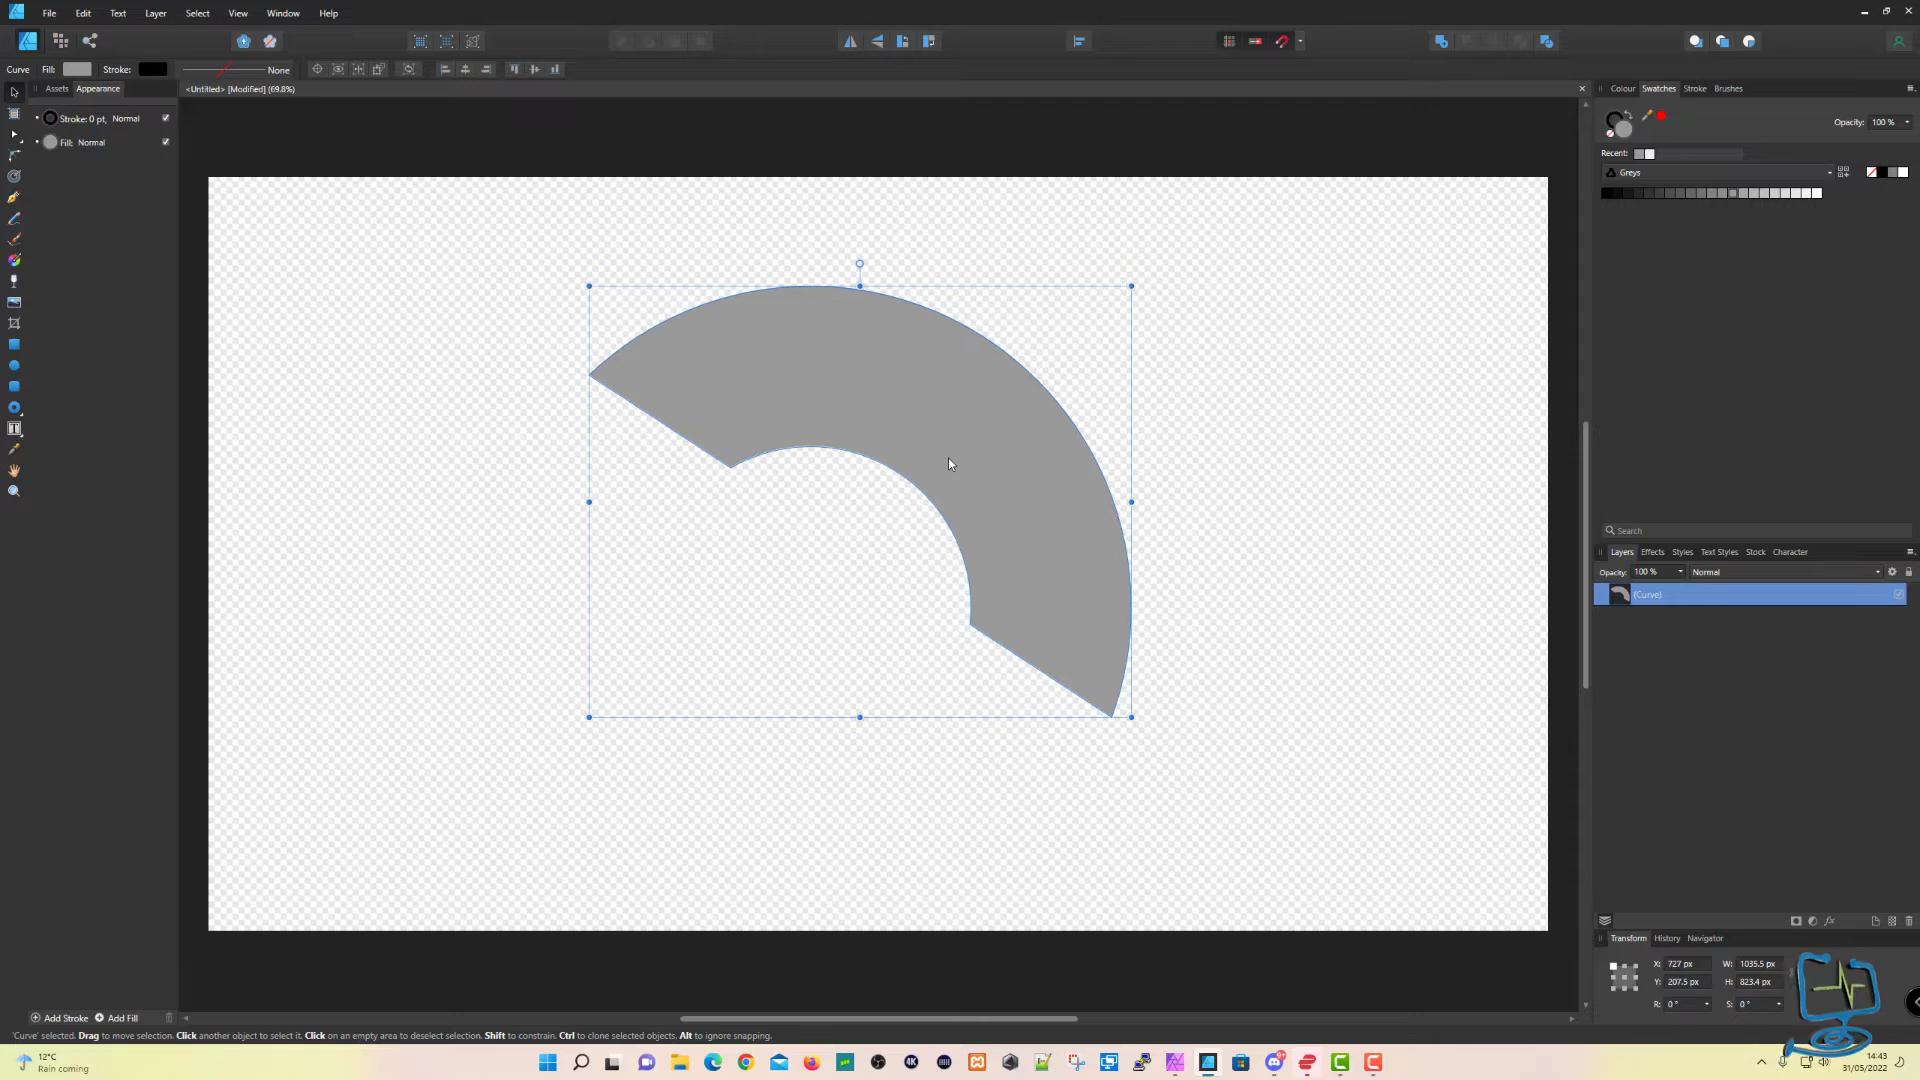 File Edit Text Layer Select View Window Help
Curve Fill: Stroke: None
Assets Appearance
<Untitled> [Modified] (69.8%)
Stroke: 0 pt, Normal
Fill: Normal
Colour Swatches Stroke Brushes
Opacity: 100 %
Recent:
Greys
Search
Layers Effects Styles Text Styles Stock Character
Opacity: 100 % Normal
(Curve)
fx
Transform History Navigator
X: 727 px W: 1035.5 px
Y: 207.5 px H: 823.4 px
R: 0 ° S: 0 °
Add Stroke Add Fill
'Curve' selected. Drag to move selection. Click another object to select it. Click on an empty area to deselect selection. Shift to constrain. Ctrl to clone selected objects. Alt to ignore snapping.
12°C
Rain coming
4K
14:43
31/05/2022